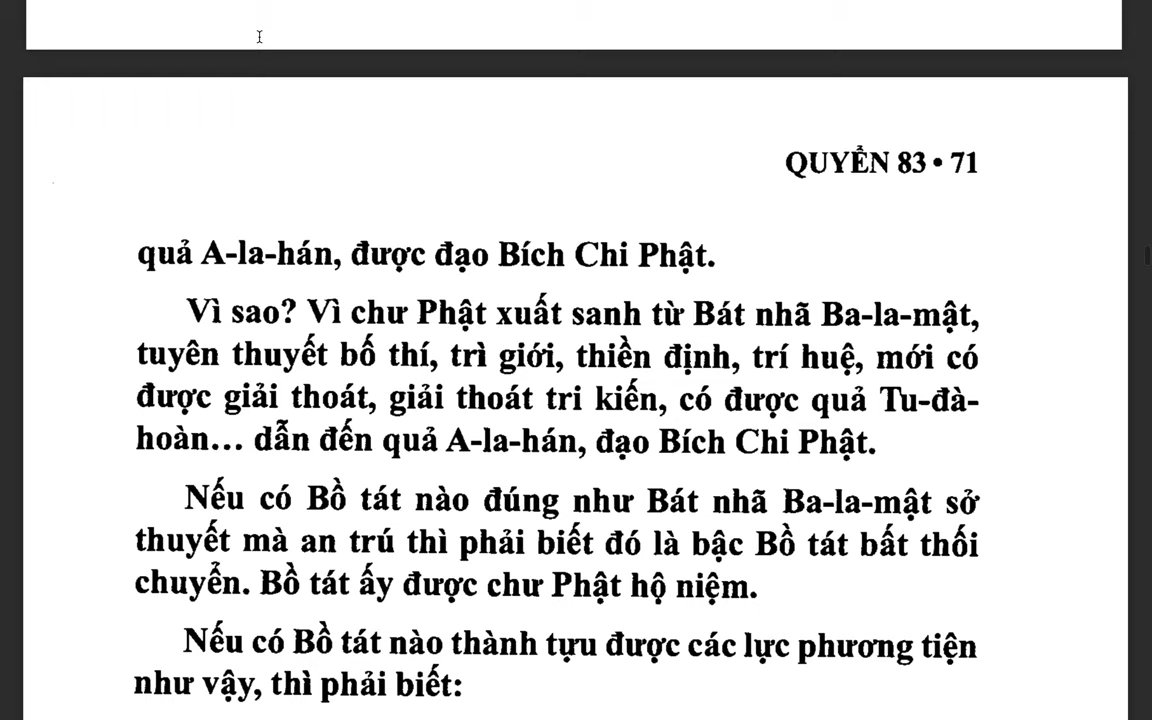 QUYỂN 83 • 71
quả A-la-hán, được đạo Bích Chi Phật.
Vì sao? Vì chư Phật xuất sanh từ Bát nhã Ba-la-mật,
tuyên thuyết bố thí, trì giới, thiền định, trí huệ, mới có
được giải thoát, giải thoát tri kiến, có được quả Tu-đà-
hoàn... dẫn đến quả A-la-hán, đạo Bích Chi Phật.
Nếu có Bồ tát nào đúng như Bát nhã Ba-la-mật sở
thuyết mà an trú thì phải biết đó là bậc Bồ tát bất thối
chuyển. Bồ tát ấy được chư Phật hộ niệm.
Nếu có Bồ tát nào thành tựu được các lực phương tiện
như vậy, thì phải biết: